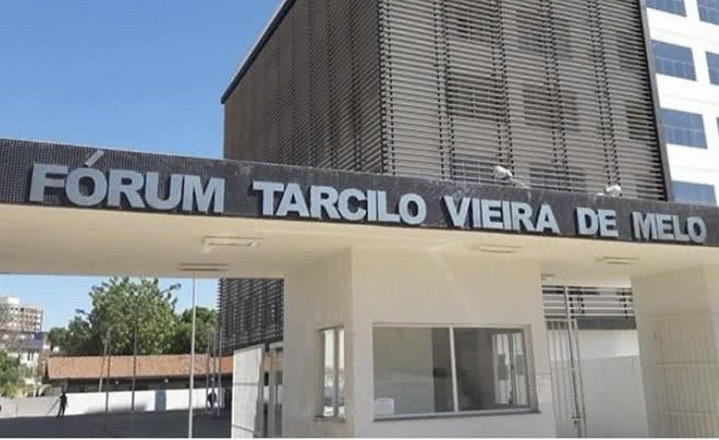 FÓRUM TARCILO VIEIRA DE MELO